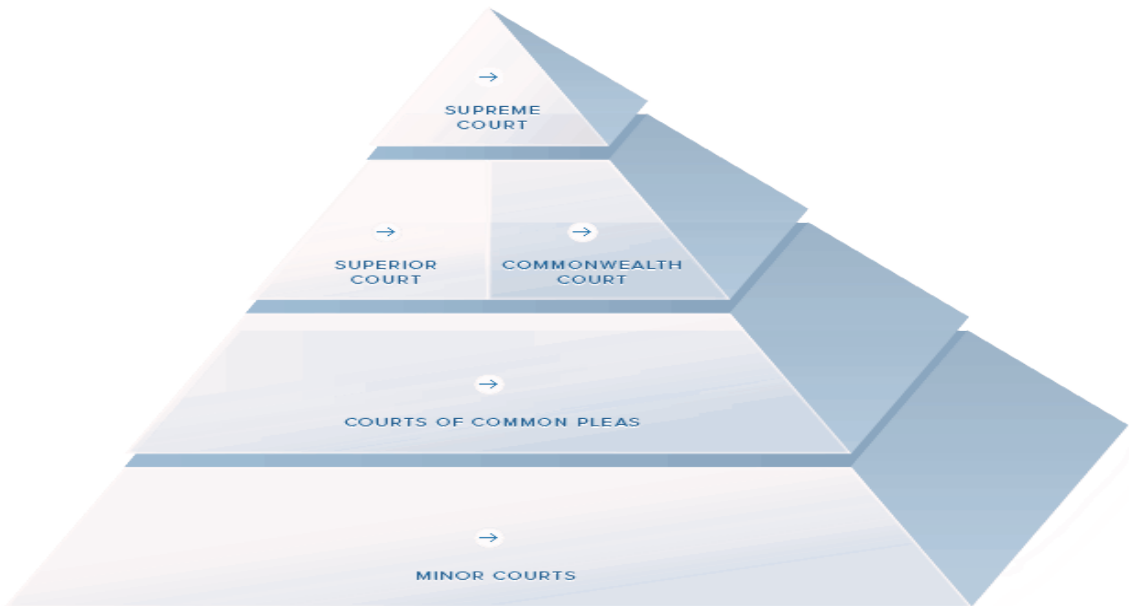 SUPREME
COURT
SUPERIOR
COURT
COMMONWEALTH
COURT
COURTS OF COMMON PLEAS
MINOR COURTS